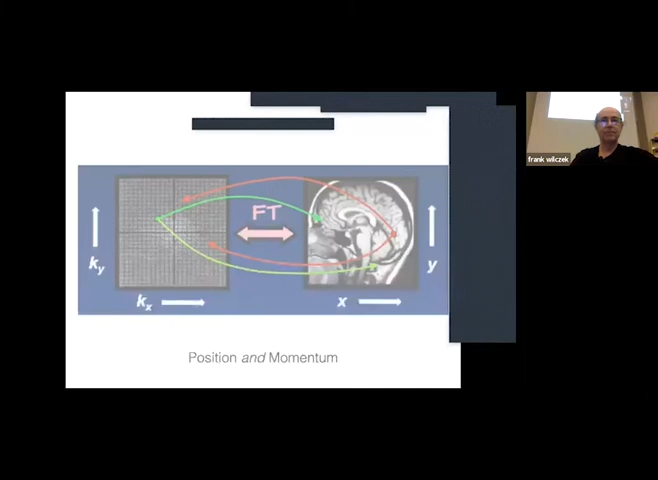 frank wilczek
FT
ky
y
kx
x
Position and Momentum